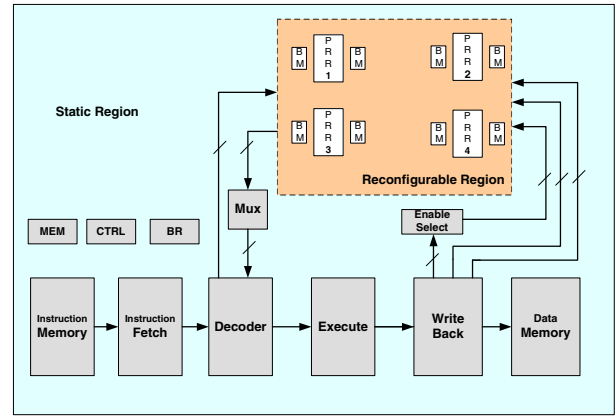 B
M
P
R
R
1
B
M
B
M
P
R
R
2
B
M
Static Region
B
M
P
R
R
3
B
M
B
M
P
R
R
4
B
M
Reconfigurable Region
Mux
Enable
Select
MEM
CTRL
BR
Instruction
Memory
Instruction
Fetch
Decoder
Execute
Write
Back
Data
Memory